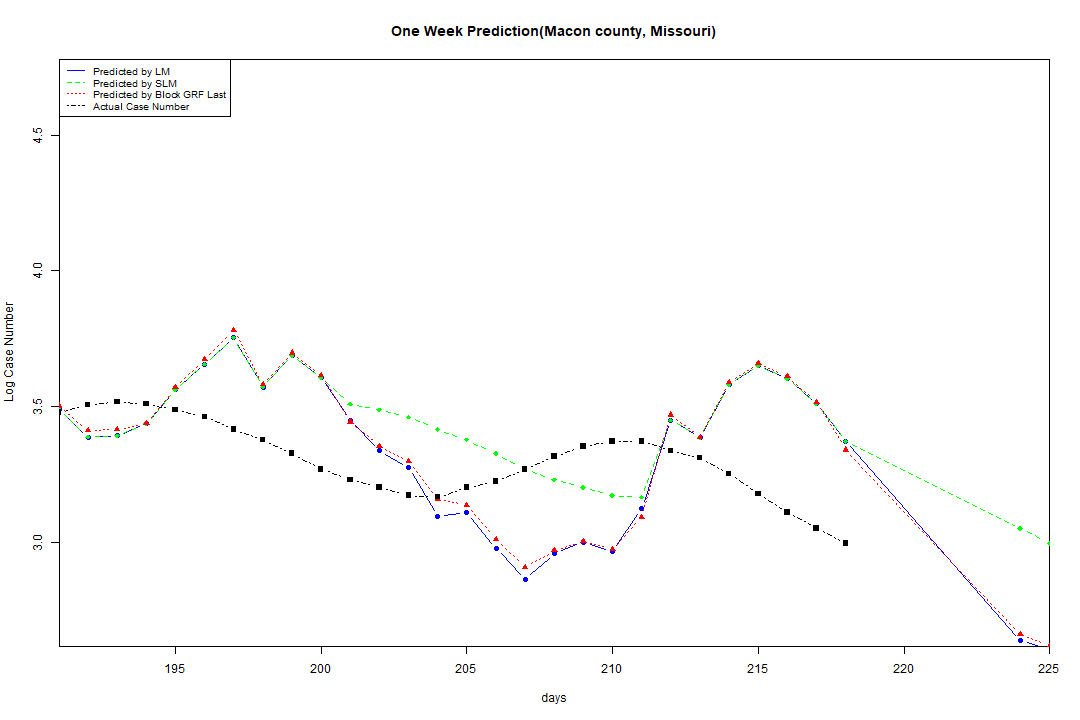 One Week Prediction(Macon county, Missouri)
Predicted by LM
Predicted by SLM
Predicted by Block GRF Last
Actual Case Number
4.5
4.0
3.5
3.0
Log Case Number
195 200 205 210 215 220 225
days